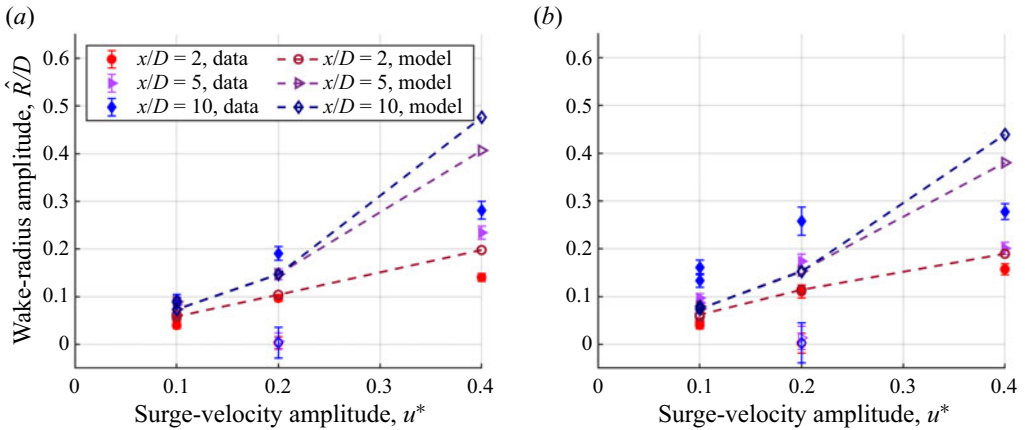 (a)
(b)
Wake-radius amplitude, R̂/D
0.6
0.5
0.4
0.3
0.2
0.1
0
x/D = 2, data
x/D = 5, data
x/D = 10, data
x/D = 2, model
x/D = 5, model
x/D = 10, model
0 0.1 0.2 0.3 0.4
Surge-velocity amplitude, u*
0.6
0.5
0.4
0.3
0.2
0.1
0
0 0.1 0.2 0.3 0.4
Surge-velocity amplitude, u*